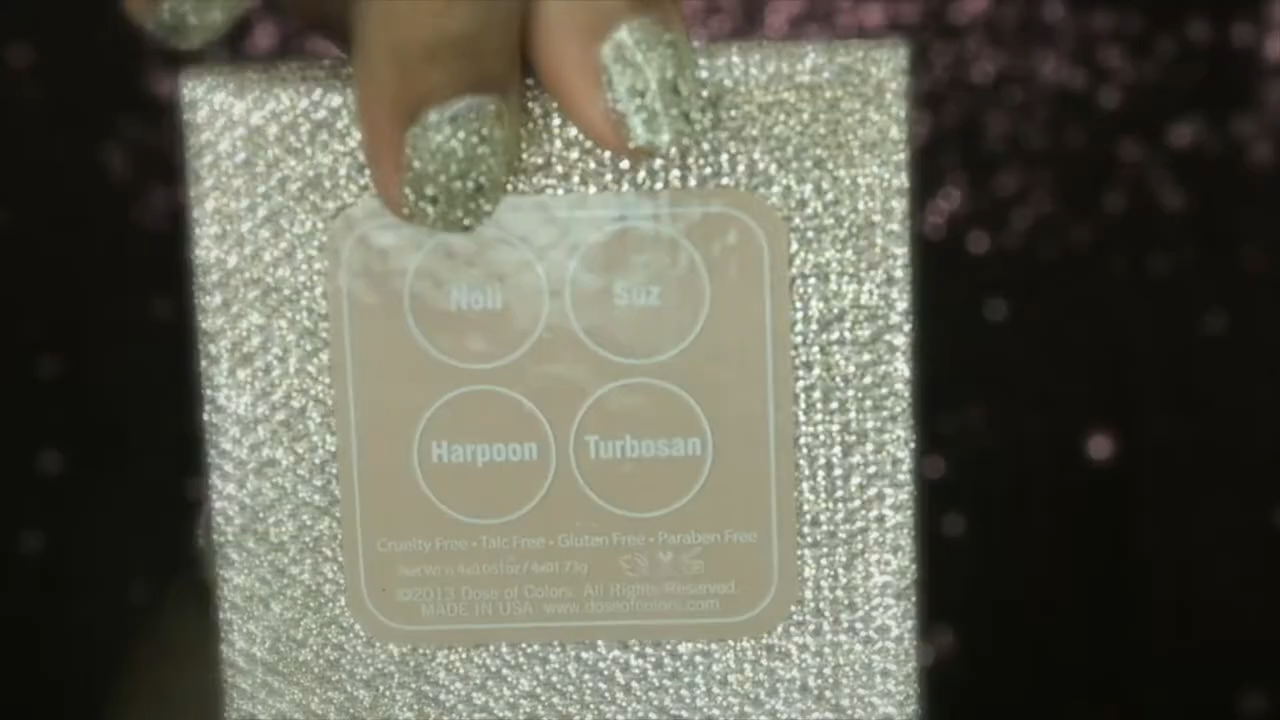 Noll Suz
Harpoon Turbosan
Cruelty Free • Talc Free • Gluten Free • Paraben Free
©2013 Dose of Colors. All Rights Reserved.
MADE IN USA www.doseofcolors.com